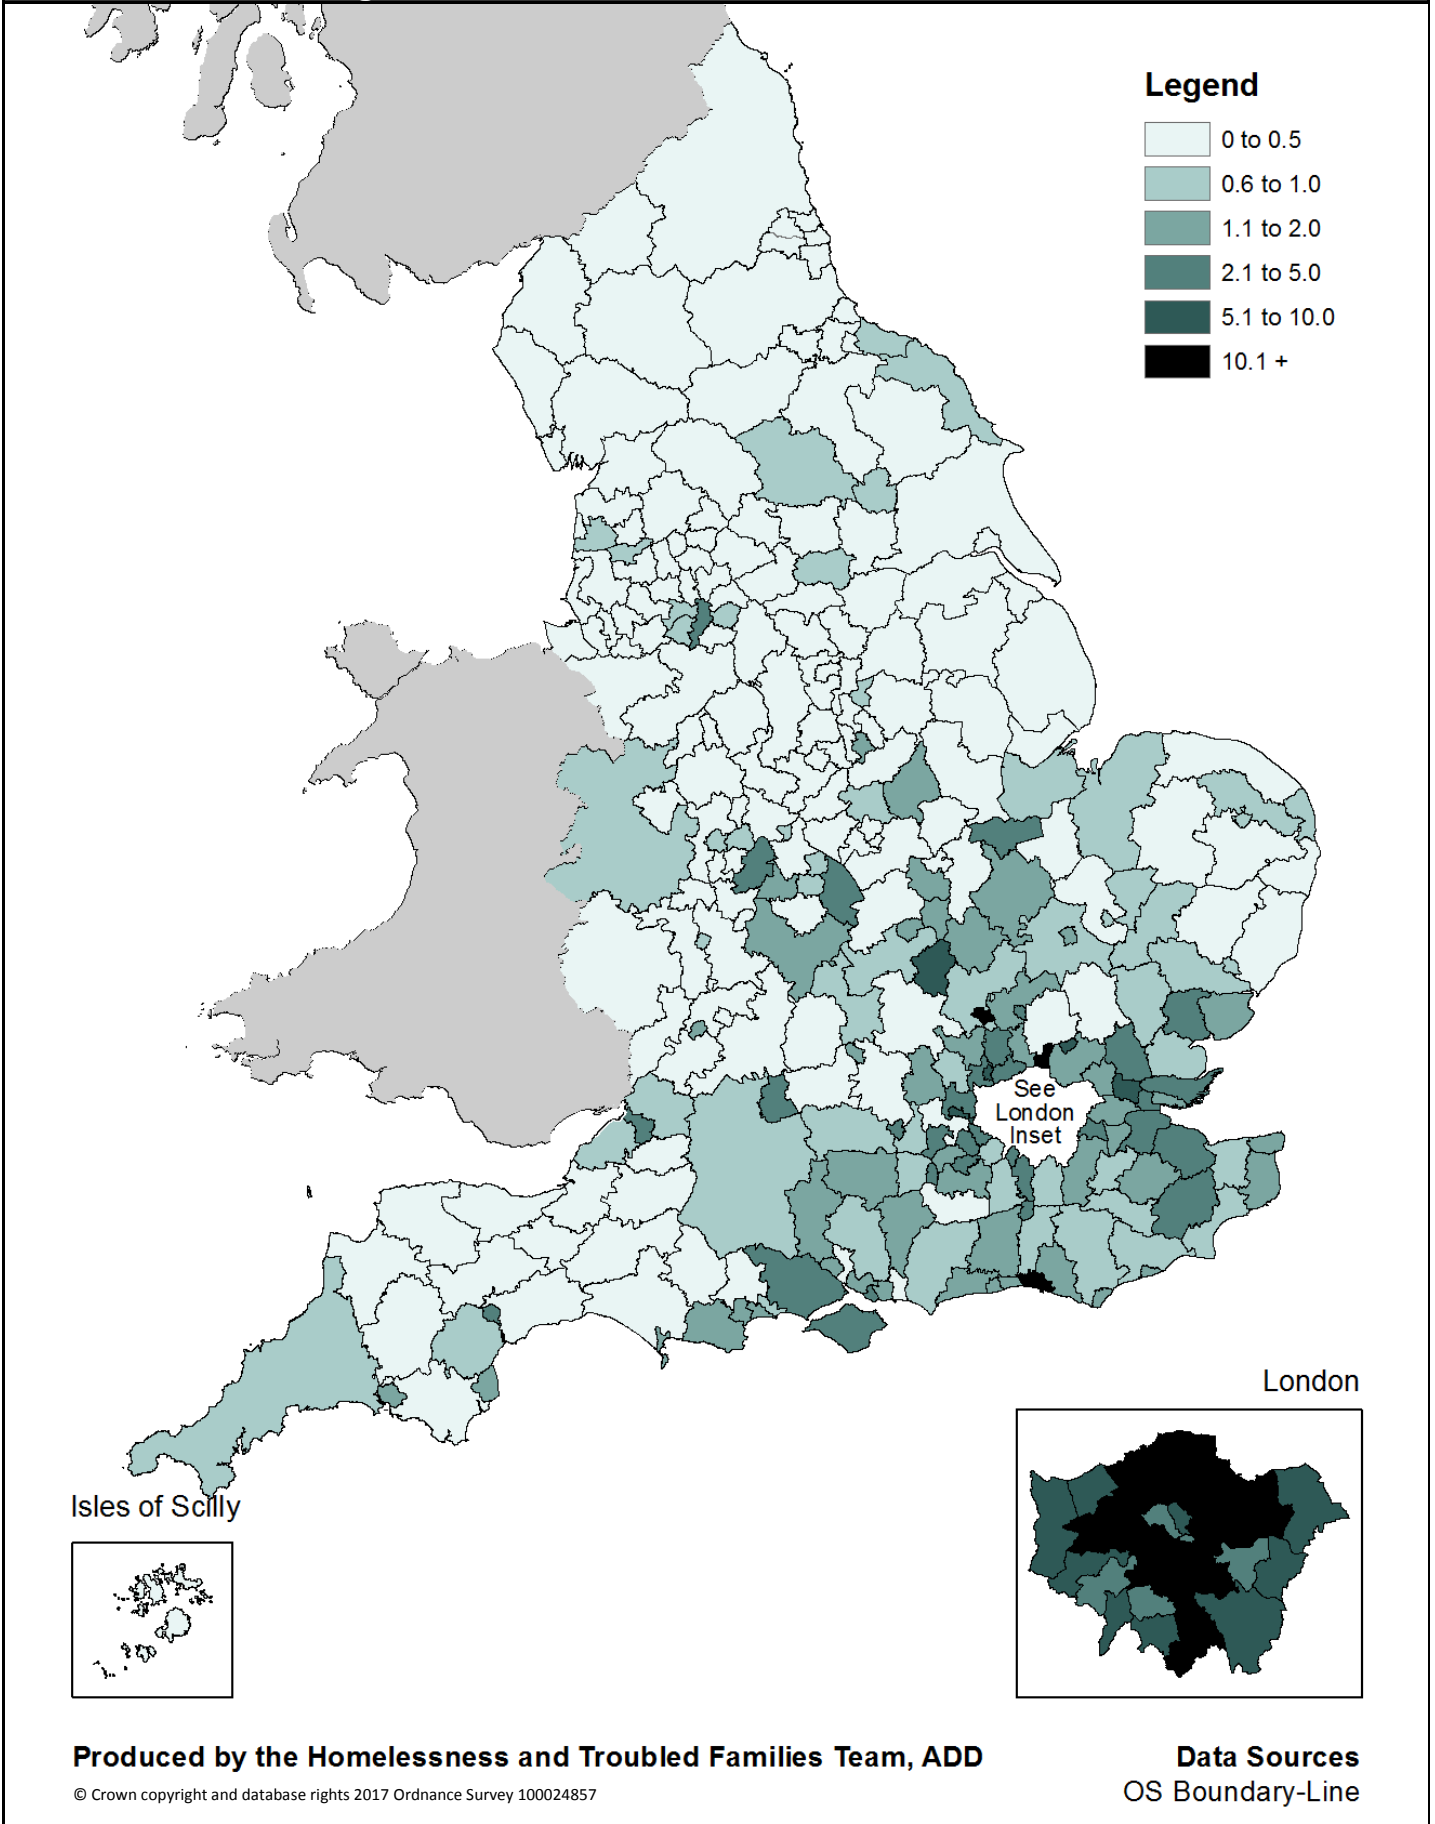 Legend
0 to 0.5
0.6 to 1.0
1.1 to 2.0
2.1 to 5.0
5.1 to 10.0
10.1 +
See
London
Inset
London
Isles of Scilly
Produced by the Homelessness and Troubled Families Team, ADD
© Crown copyright and database rights 2017 Ordnance Survey 100024857
Data Sources
OS Boundary-Line